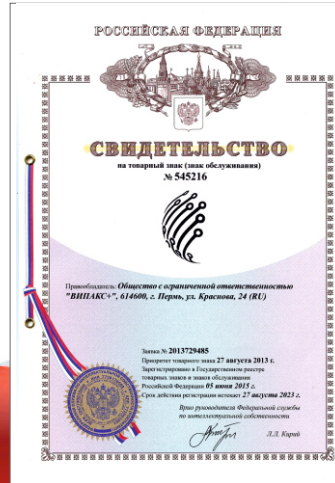 РОССИЙСКАЯ ФЕДЕРАЦИЯ
СВИДЕТЕЛЬСТВО
на товарный знак (знак обслуживания)
№ 545216
Правообладатель: Общество с ограниченной ответственностью
"ВИПАКС+", 614600, г. Пермь, ул. Краснова, 24 (RU)
Заявка № 2013729485
Приоритет товарного знака 27 августа 2013 г.
Зарегистрировано в Государственном реестре
товарных знаков и знаков обслуживания
Российской Федерации 05 июня 2015 г.
Срок действия регистрации истекает 27 августа 2023 г.
Врио руководителя Федеральной службы
по интеллектуальной собственности
Л.Л. Кирий